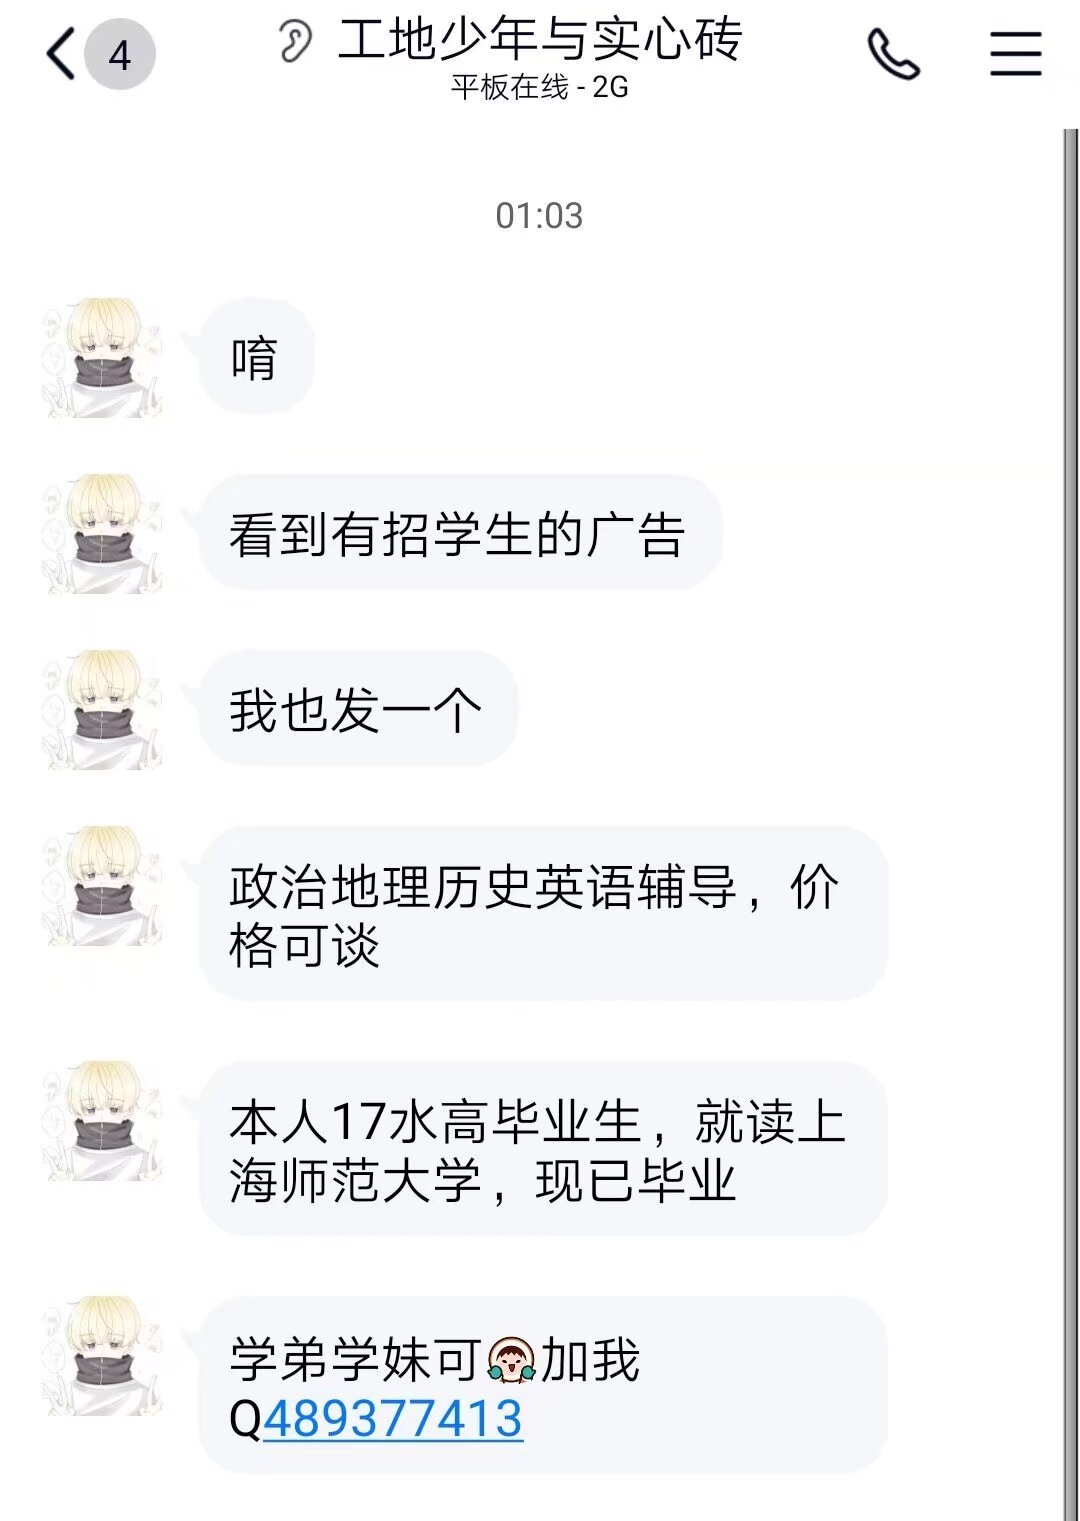 4
工地少年与实心砖
平板在线 - 2G
01:03
唷
看到有招学生的广告
我也发一个
政治地理历史英语辅导，价
格可谈
本人17水高毕业生，就读上
海师范大学，现已毕业
学弟学妹可加我
Q489377413